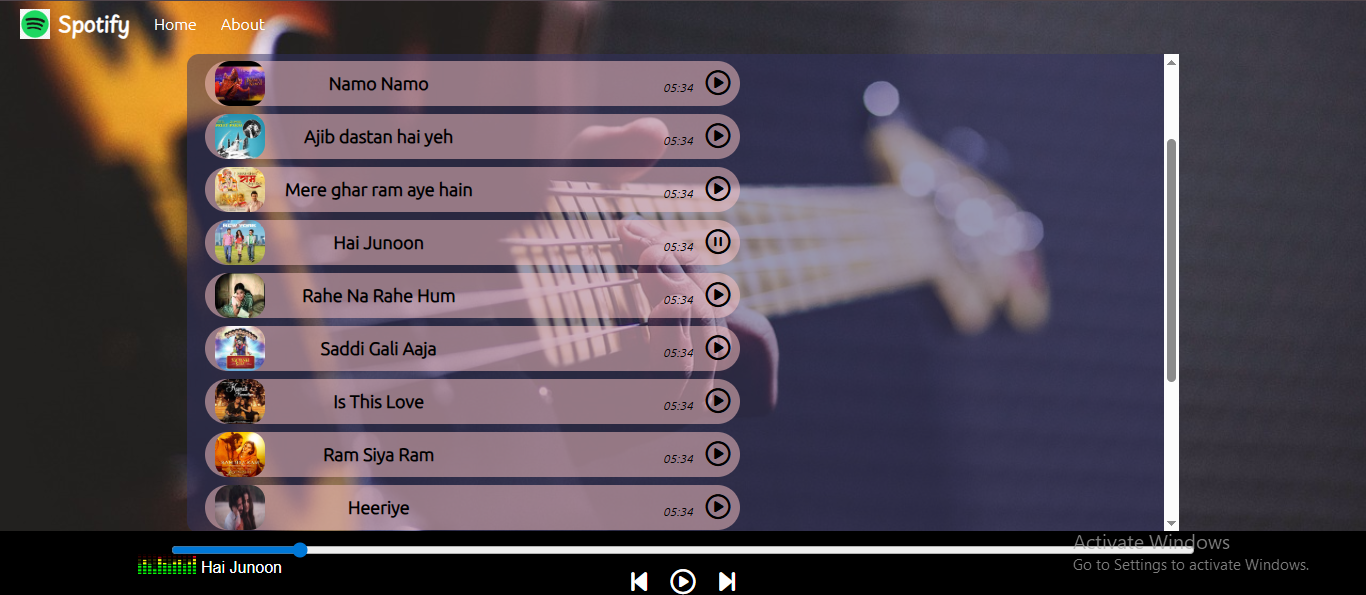 Spotify Home About
Namo Namo 05:34
Ajib dastan hai yeh 05:34
Mere ghar ram aye hain 05:34
Hai Junoon 05:34
Rahe Na Rahe Hum 05:34
Saddi Gali Aaja 05:34
Is This Love 05:34
Ram Siya Ram 05:34
Heeriye 05:34
Hai Junoon
Activate Windows
Go to Settings to activate Windows.